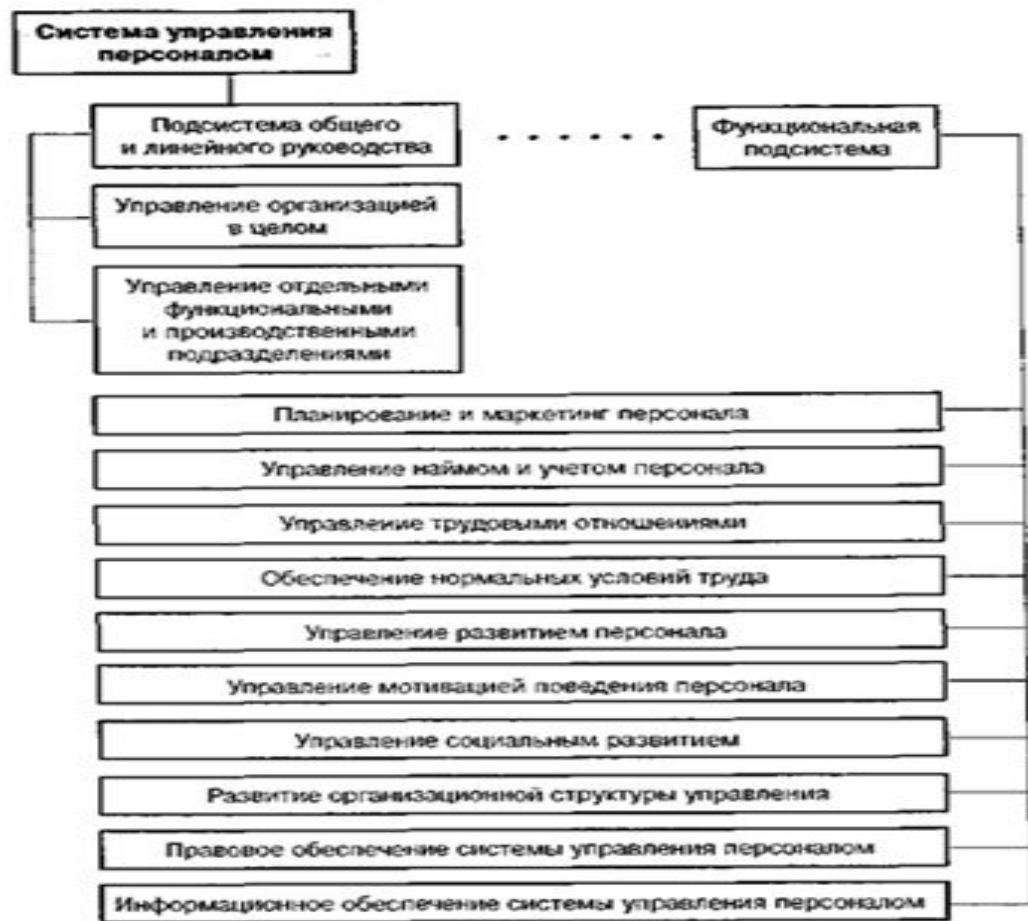 Система управления
персоналом
Подсистема общего
и линейного руководства
Функциональная
подсистема
Управление организацией
в целом
Управление отдельными
функциональными
и производственными
подразделениями
Планирование и маркетинг персонала
Управление наймом и учетом персонала
Управление трудовыми отношениями
Обеспечение нормальных условий труда
Управление развитием персонала
Управление мотивацией поведения персонала
Управление социальным развитием
Развитие организационной структуры управления
Правовое обеспечение системы управления персоналом
Информационное обеспечение системы управления персоналом